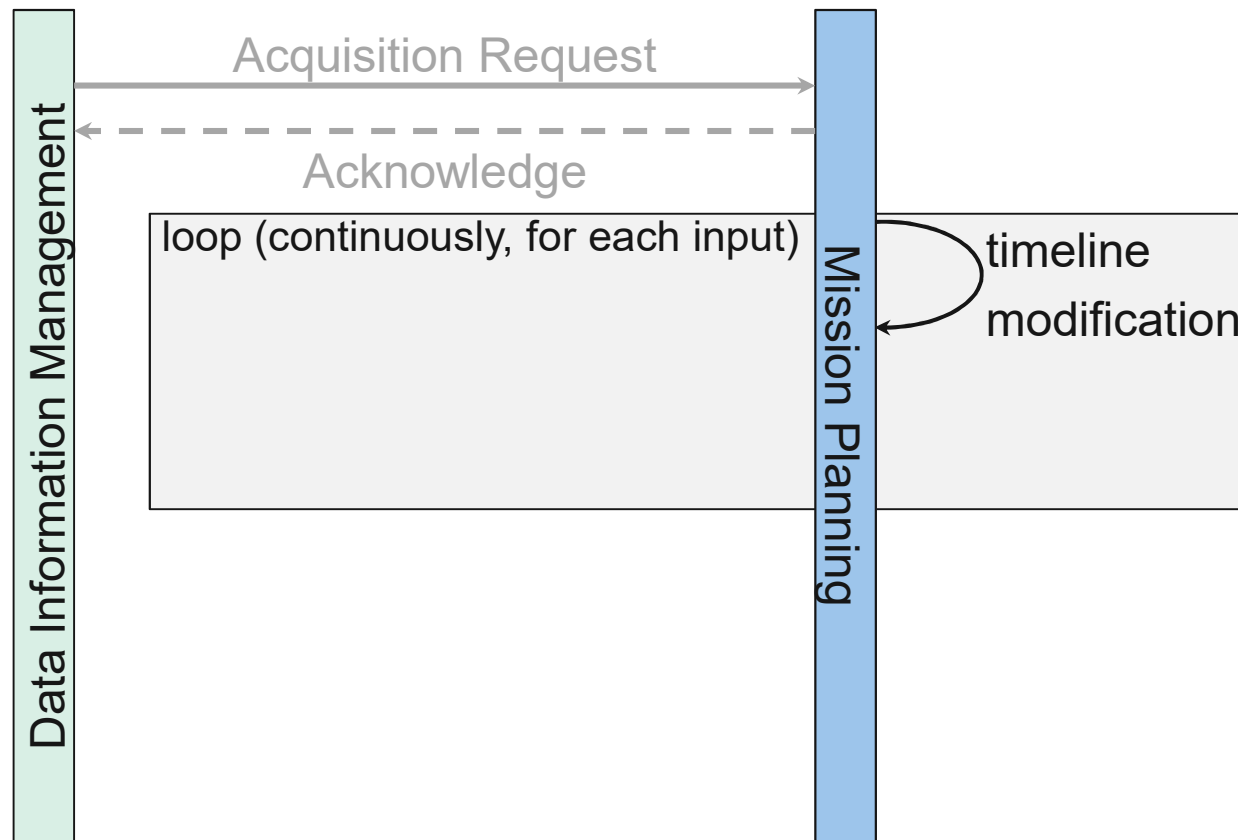 Acquisition Request
Acknowledge
loop (continuously, for each input)
timeline
modification
Data Information Management
Mission Planning